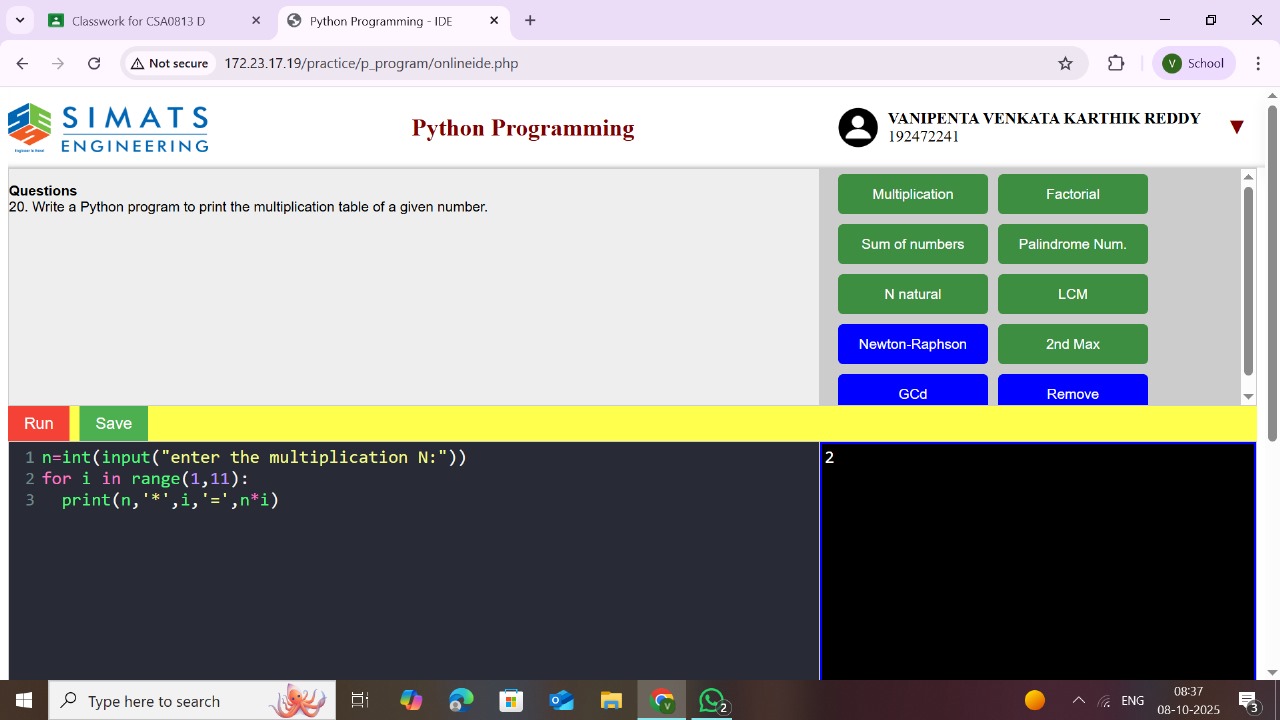 Classwork for CSA0813 D
Python Programming - IDE
Not secure
172.23.17.19/practice/p_program/onlineide.php
V School
SIMATS
ENGINEERING
Engineer to Excel
Python Programming
VANIPENTA VENKATA KARTHIK REDDY
192472241
Questions
20. Write a Python program to print the multiplication table of a given number.
Multiplication Factorial
Sum of numbers Palindrome Num.
N natural LCM
Newton-Raphson 2nd Max
GCd Remove
Run Save
1 n=int(input("enter the multiplication N:"))
2 for i in range(1,11):
3 print(n,'*',i,'=',n*i)
2
Type here to search
2
ENG
08:37
08-10-2025
3